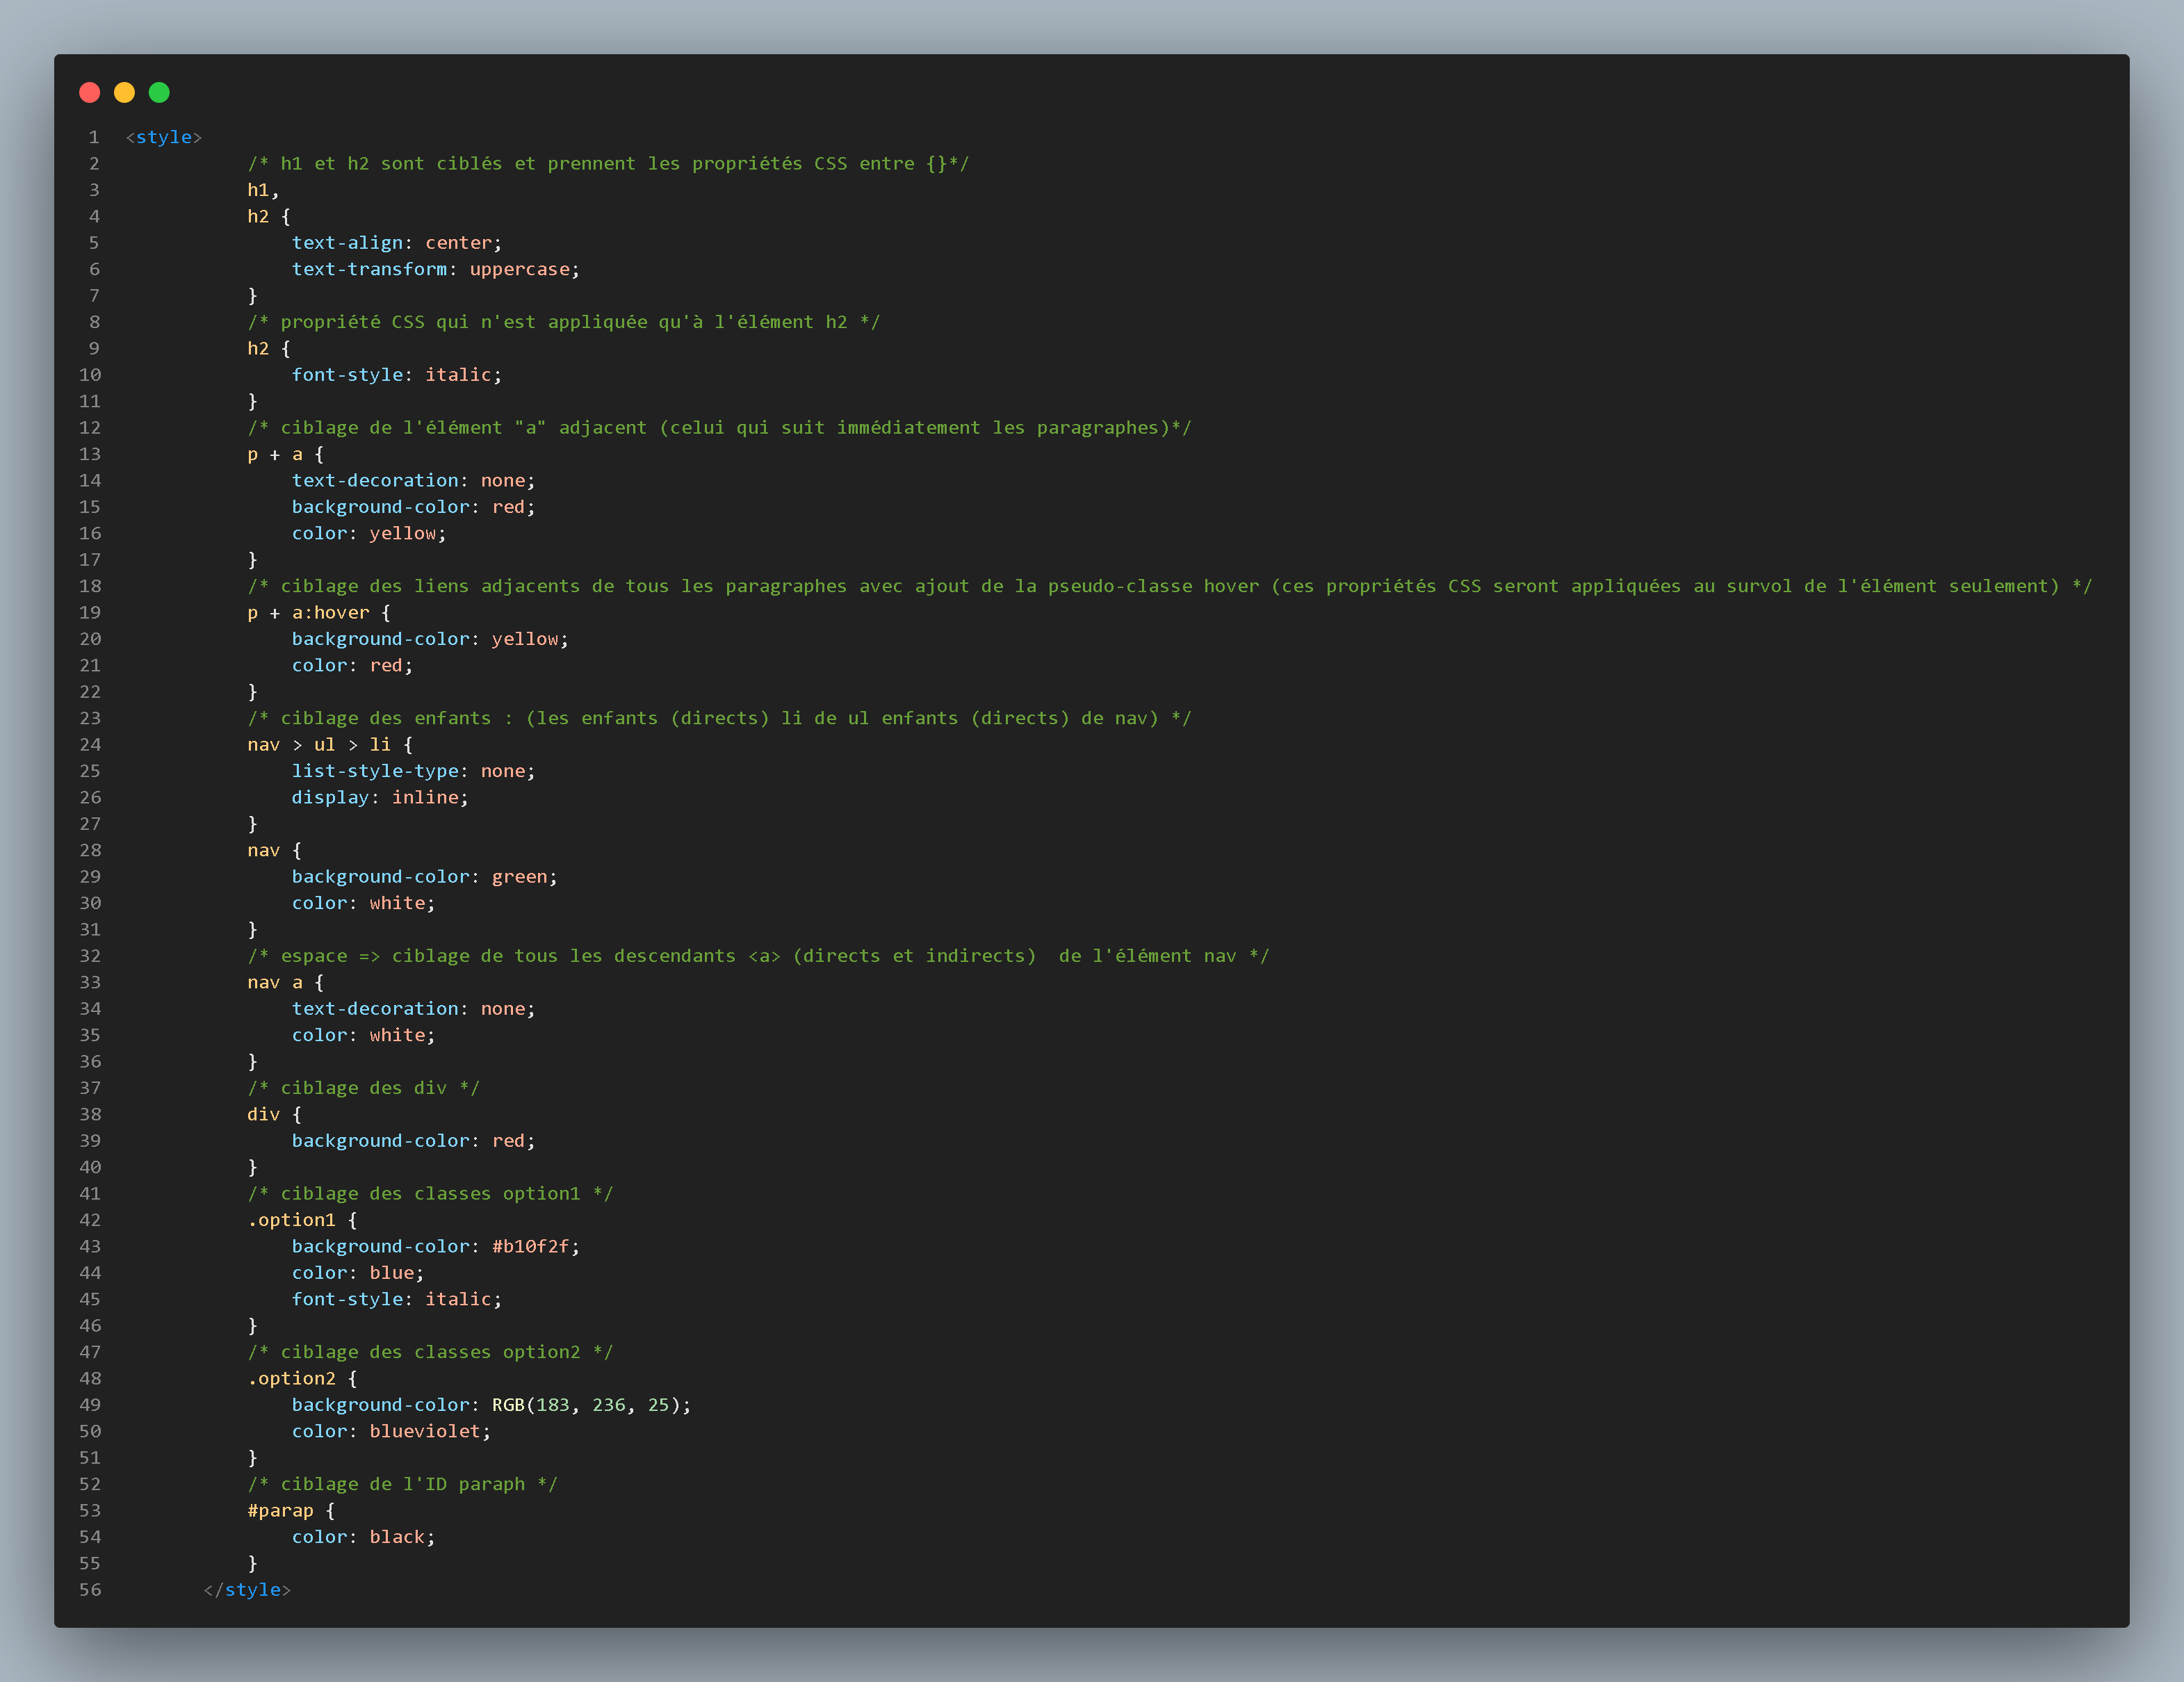 1 <style>
2 /* h1 et h2 sont ciblés et prennent les propriétés CSS entre {}*/
3 h1,
4 h2 {
5 text-align: center;
6 text-transform: uppercase;
7 }
8 /* propriété CSS qui n'est appliquée qu'à l'élément h2 */
9 h2 {
10 font-style: italic;
11 }
12 /* ciblage de l'élément "a" adjacent (celui qui suit immédiatement les paragraphes)*/
13 p + a {
14 text-decoration: none;
15 background-color: red;
16 color: yellow;
17 }
18 /* ciblage des liens adjacents de tous les paragraphes avec ajout de la pseudo-classe hover (ces propriétés CSS seront appliquées au survol de l'élément seulement) */
19 p + a:hover {
20 background-color: yellow;
21 color: red;
22 }
23 /* ciblage des enfants : (les enfants (directs) li de ul enfants (directs) de nav) */
24 nav > ul > li {
25 list-style-type: none;
26 display: inline;
27 }
28 nav {
29 background-color: green;
30 color: white;
31 }
32 /* espace => ciblage de tous les descendants <a> (directs et indirects)  de l'élément nav */
33 nav a {
34 text-decoration: none;
35 color: white;
36 }
37 /* ciblage des div */
38 div {
39 background-color: red;
40 }
41 /* ciblage des classes option1 */
42 .option1 {
43 background-color: #b10f2f;
44 color: blue;
45 font-style: italic;
46 }
47 /* ciblage des classes option2 */
48 .option2 {
49 background-color: RGB(183, 236, 25);
50 color: blueviolet;
51 }
52 /* ciblage de l'ID paraph */
53 #parap {
54 color: black;
55 }
56 </style>